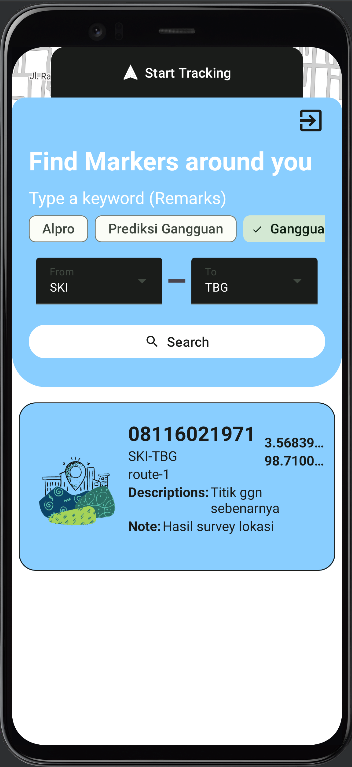 Ul. Ra
Start Tracking
Find Markers around you
Type a keyword (Remarks)
Alpro
Prediksi Gangguan
Ganggua
From
SKI
To
TBG
Search
08116021971
3.56839…
SKI-TBG
98.7100…
route-1
Descriptions: Titik ggn
sebenarnya
Note: Hasil survey lokasi